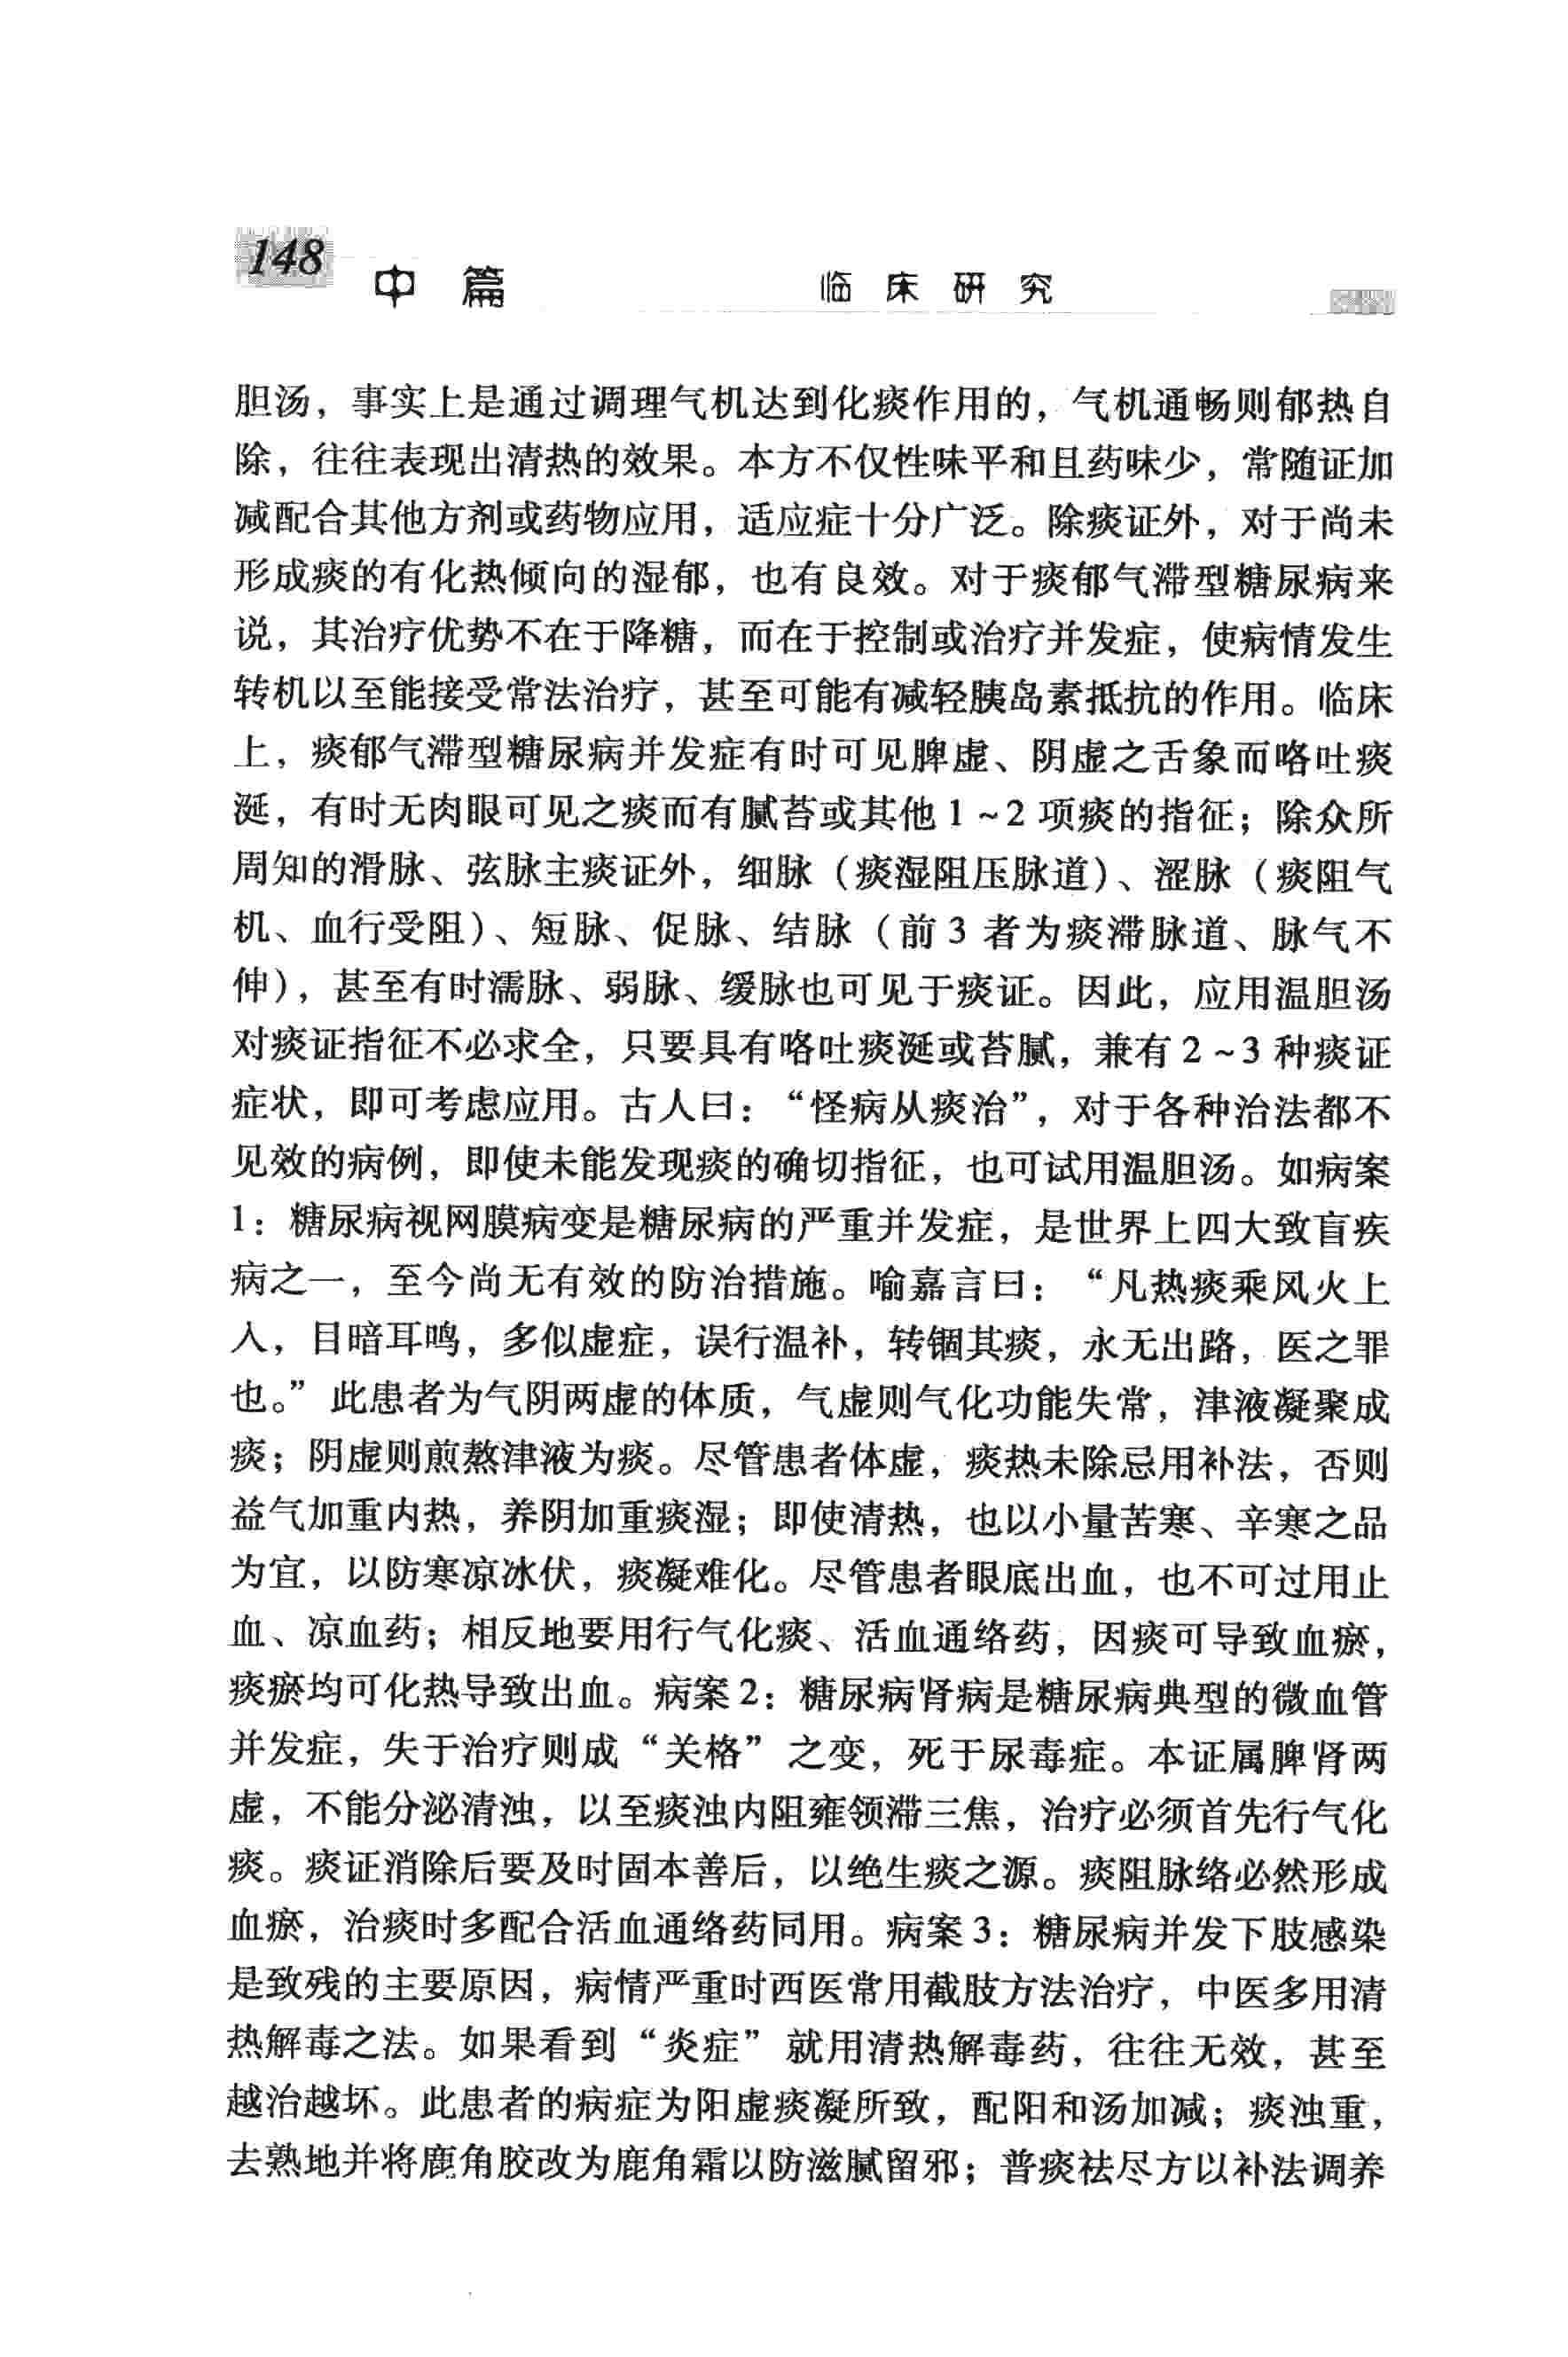 148
中 篇 临 床 研 究
胆汤，事实上是通过调理气机达到化痰作用的，气机通畅则郁热自
除，往往表现出清热的效果。本方不仅性味平和且药味少，常随证加
减配合其他方剂或药物应用，适应症十分广泛。除痰证外，对于尚未
形成痰的有化热倾向的湿郁，也有良效。对于痰郁气滞型糖尿病来
说，其治疗优势不在于降糖，而在于控制或治疗并发症，使病情发生
转机以至能接受常法治疗，甚至可能有减轻胰岛素抵抗的作用。临床
上，痰郁气滞型糖尿病并发症有时可见脾虚、阴虚之舌象而咯吐痰
涎，有时无肉眼可见之痰而有腻苔或其他 1 ~ 2 项痰的指征；除众所
周知的滑脉、弦脉主痰证外，细脉（痰湿阻压脉道）、涩脉（痰阻气
机、血行受阻）、短脉、促脉、结脉（前 3 者为痰滞脉道、脉气不
伸），甚至有时濡脉、弱脉、缓脉也可见于痰证。因此，应用温胆汤
对痰证指征不必求全，只要具有咯吐痰涎或苔腻，兼有 2 ~ 3 种痰证
症状，即可考虑应用。古人曰：“怪病从痰治”，对于各种治法都不
见效的病例，即使未能发现痰的确切指征，也可试用温胆汤。如病案
1：糖尿病视网膜病变是糖尿病的严重并发症，是世界上四大致盲疾
病之一，至今尚无有效的防治措施。喻嘉言曰：“凡热痰乘风火上
入，目暗耳鸣，多似虚症，误行温补，转锢其痰，永无出路，医之罪
也。”此患者为气阴两虚的体质，气虚则气化功能失常，津液凝聚成
痰；阴虚则煎熬津液为痰。尽管患者体虚，痰热未除忌用补法，否则
益气加重内热，养阴加重痰湿；即使清热，也以小量苦寒、辛寒之品
为宜，以防寒凉冰伏，痰凝难化。尽管患者眼底出血，也不可过用止
血、凉血药；相反地要用行气化痰、活血通络药，因痰可导致血瘀，
痰瘀均可化热导致出血。病案 2：糖尿病肾病是糖尿病典型的微血管
并发症，失于治疗则成“关格”之变，死于尿毒症。本证属脾肾两
虚，不能分泌清浊，以至痰浊内阻雍领滞三焦，治疗必须首先行气化
痰。痰证消除后要及时固本善后，以绝生痰之源。痰阻脉络必然形成
血瘀，治痰时多配合活血通络药同用。病案 3：糖尿病并发下肢感染
是致残的主要原因，病情严重时西医常用截肢方法治疗，中医多用清
热解毒之法。如果看到“炎症”就用清热解毒药，往往无效，甚至
越治越坏。此患者的病症为阳虚痰凝所致，配阳和汤加减；痰浊重，
去熟地并将鹿角胶改为鹿角霜以防滋腻留邪；普痰祛尽方以补法调养